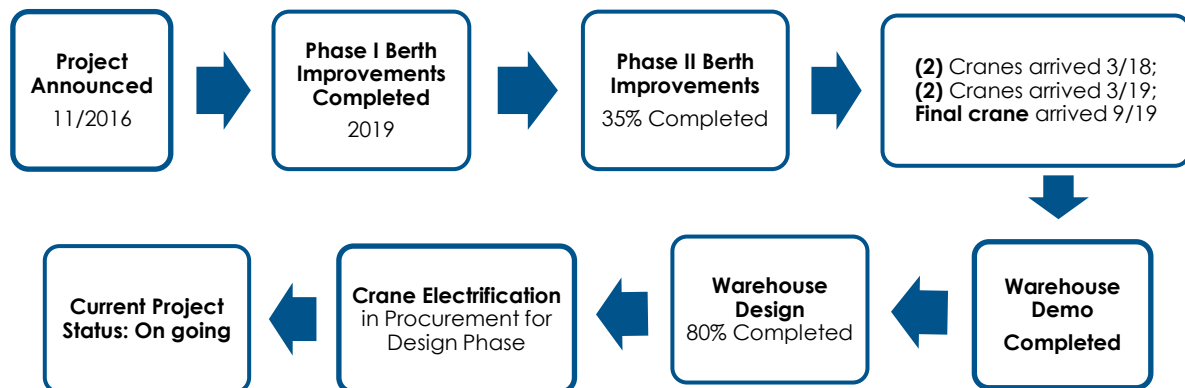 Project
Announced
11/2016
Phase I Berth
Improvements
Completed
2019
Phase II Berth
Improvements
35% Completed
(2) Cranes arrived 3/18;
(2) Cranes arrived 3/19;
Final crane arrived 9/19
Warehouse
Demo
Completed
Warehouse
Design
80% Completed
Crane Electrification
in Procurement for
Design Phase
Current Project
Status: On going